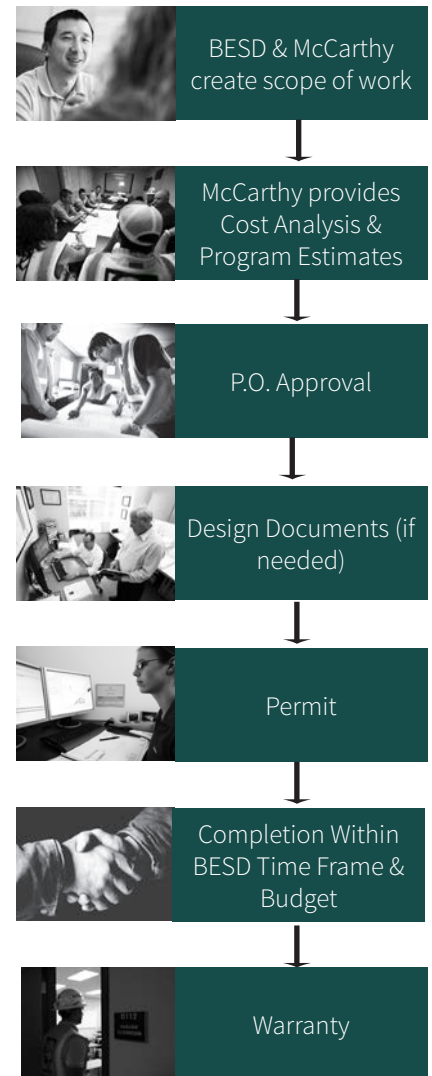 BESD & McCarthy
create scope of work
McCarthy provides
Cost Analysis &
Program Estimates
P.O. Approval
Design Documents (if
needed)
Permit
Completion Within
BESD Time Frame &
Budget
Warranty